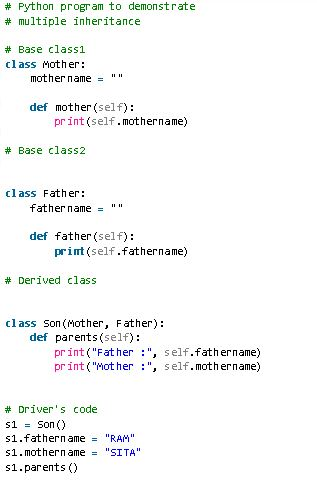 # Python program to demonstrate
# multiple inheritance
# Base class1
class Mother:
    mothername = ""
    def mother(self):
        print(self.mothername)
# Base class2
class Father:
    fathername = ""
    def father(self):
        print(self.fathername)
# Derived class
class Son(Mother, Father):
    def parents(self):
        print("Father :", self.fathername)
        print("Mother :", self.mothername)
# Driver's code
s1 = Son()
s1.fathername = "RAM"
s1.mothername = "SITA"
s1.parents()